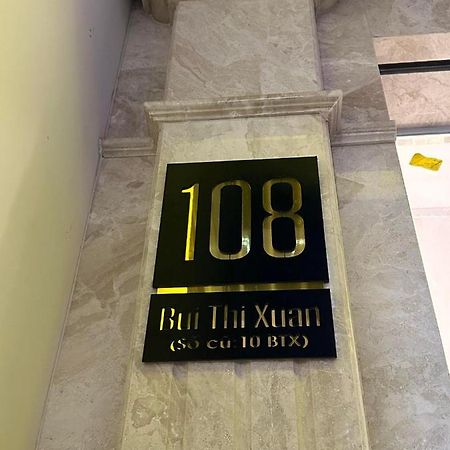 108
Bui Thi Xuan
(Số cũ: 10 BTX)